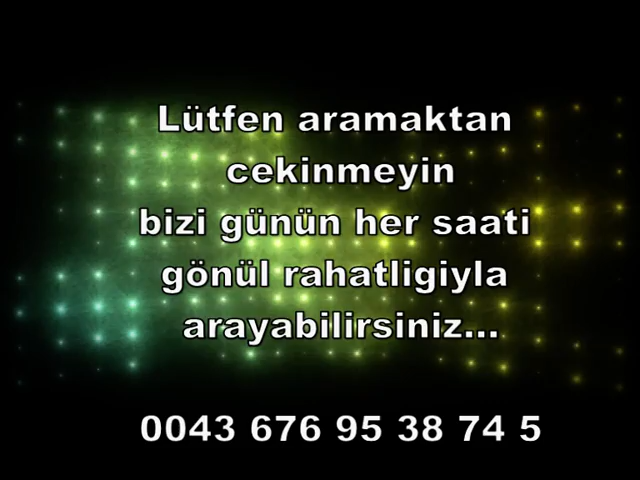 Lütfen aramaktan
cekinmeyin
bizi günün her saati
gönül rahatligiyla
arayabilirsiniz...
0043 676 95 38 74 5